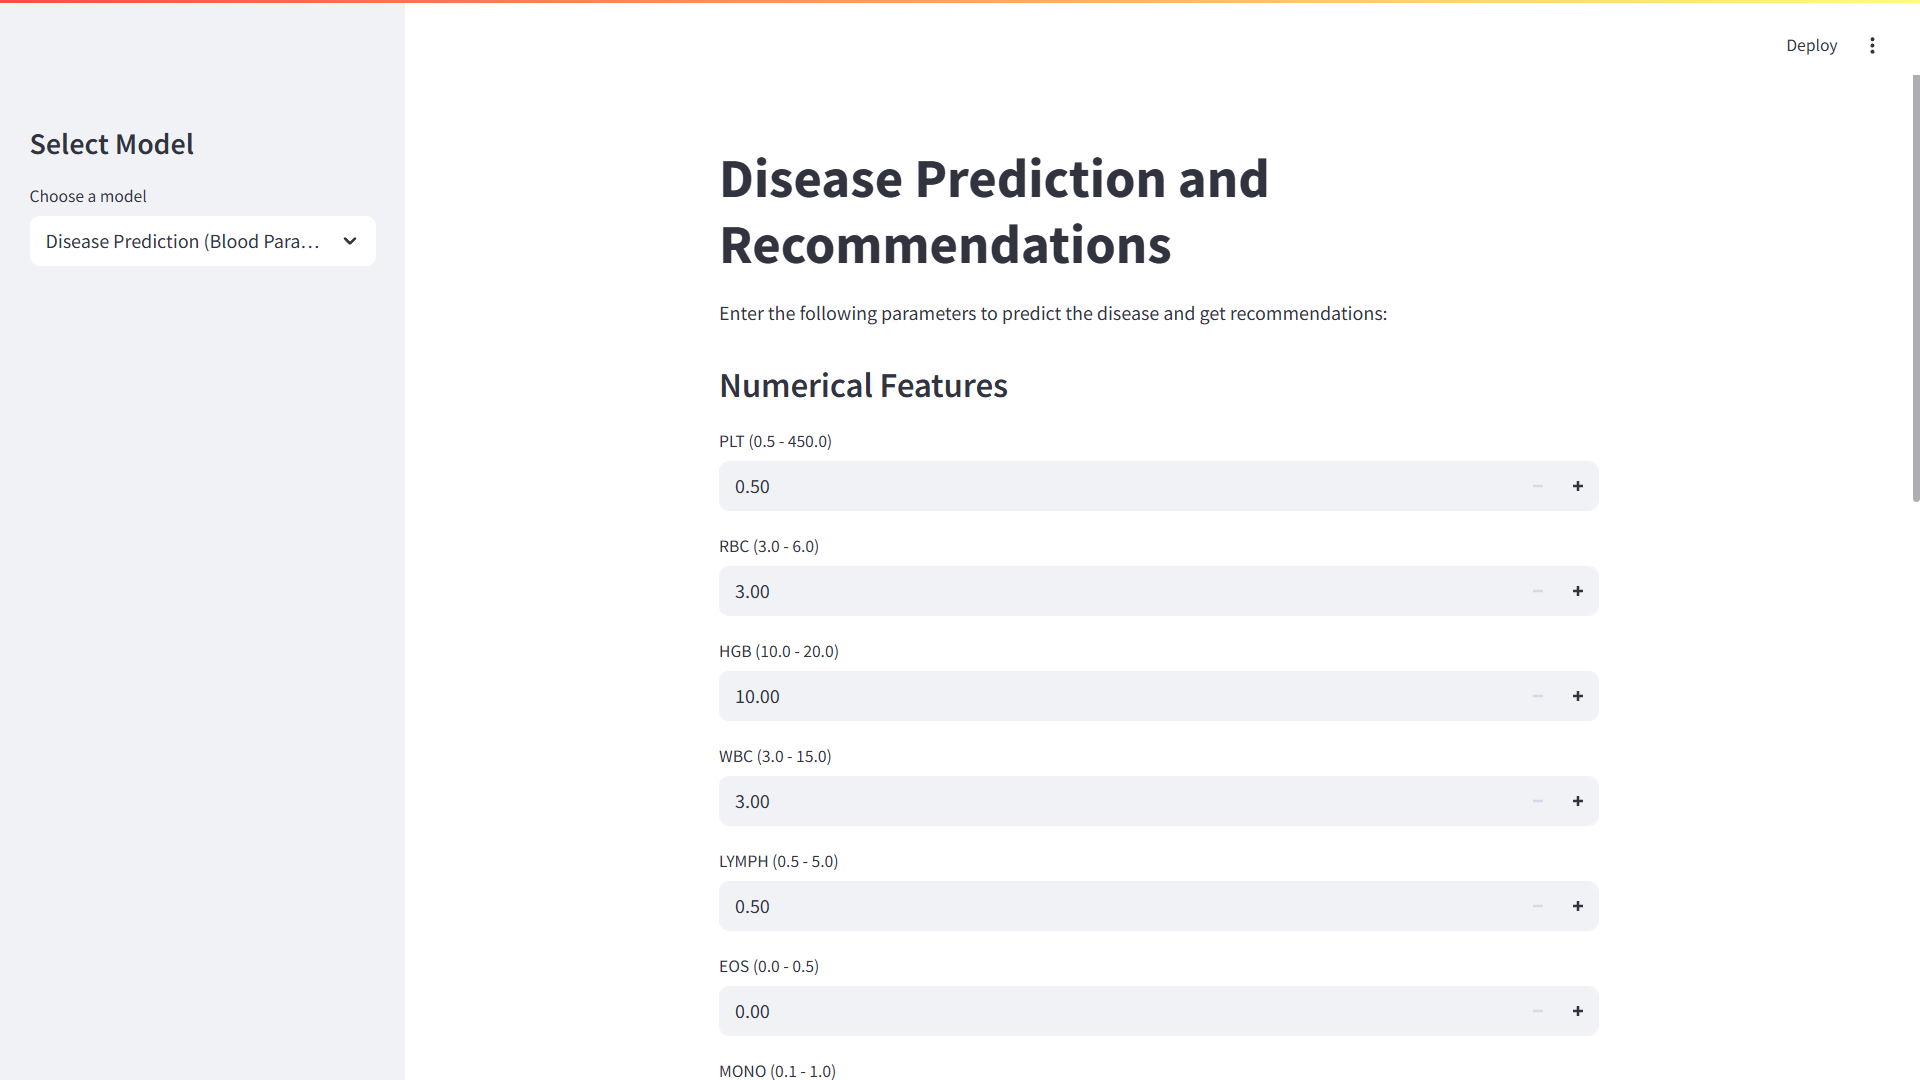 Deploy
Select Model
Choose a model
Disease Prediction (Blood Para...
Disease Prediction and
Recommendations
Enter the following parameters to predict the disease and get recommendations:
Numerical Features
PLT (0.5 - 450.0)
0.50
RBC (3.0 - 6.0)
3.00
HGB (10.0 - 20.0)
10.00
WBC (3.0 - 15.0)
3.00
LYMPH (0.5 - 5.0)
0.50
EOS (0.0 - 0.5)
0.00
MONO (0.1 - 1.0)